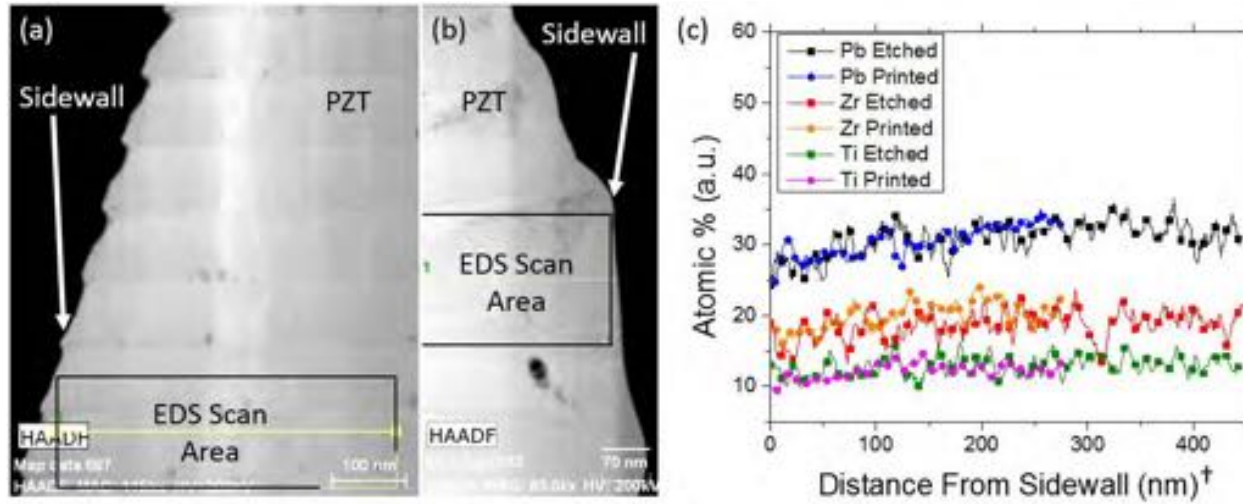 (a)
Sidewall
PZT
EDS Scan
Area
HAADF
100 nm
(b)
Sidewall
PZT
EDS Scan
Area
HAADF
70 nm
(c)
60
50
40
30
20
10
Atomic % (a.u.)
Pb Etched
Pb Printed
Zr Etched
Zr Printed
Ti Etched
Ti Printed
0 100 200 300 400
Distance From Sidewall (nm)†